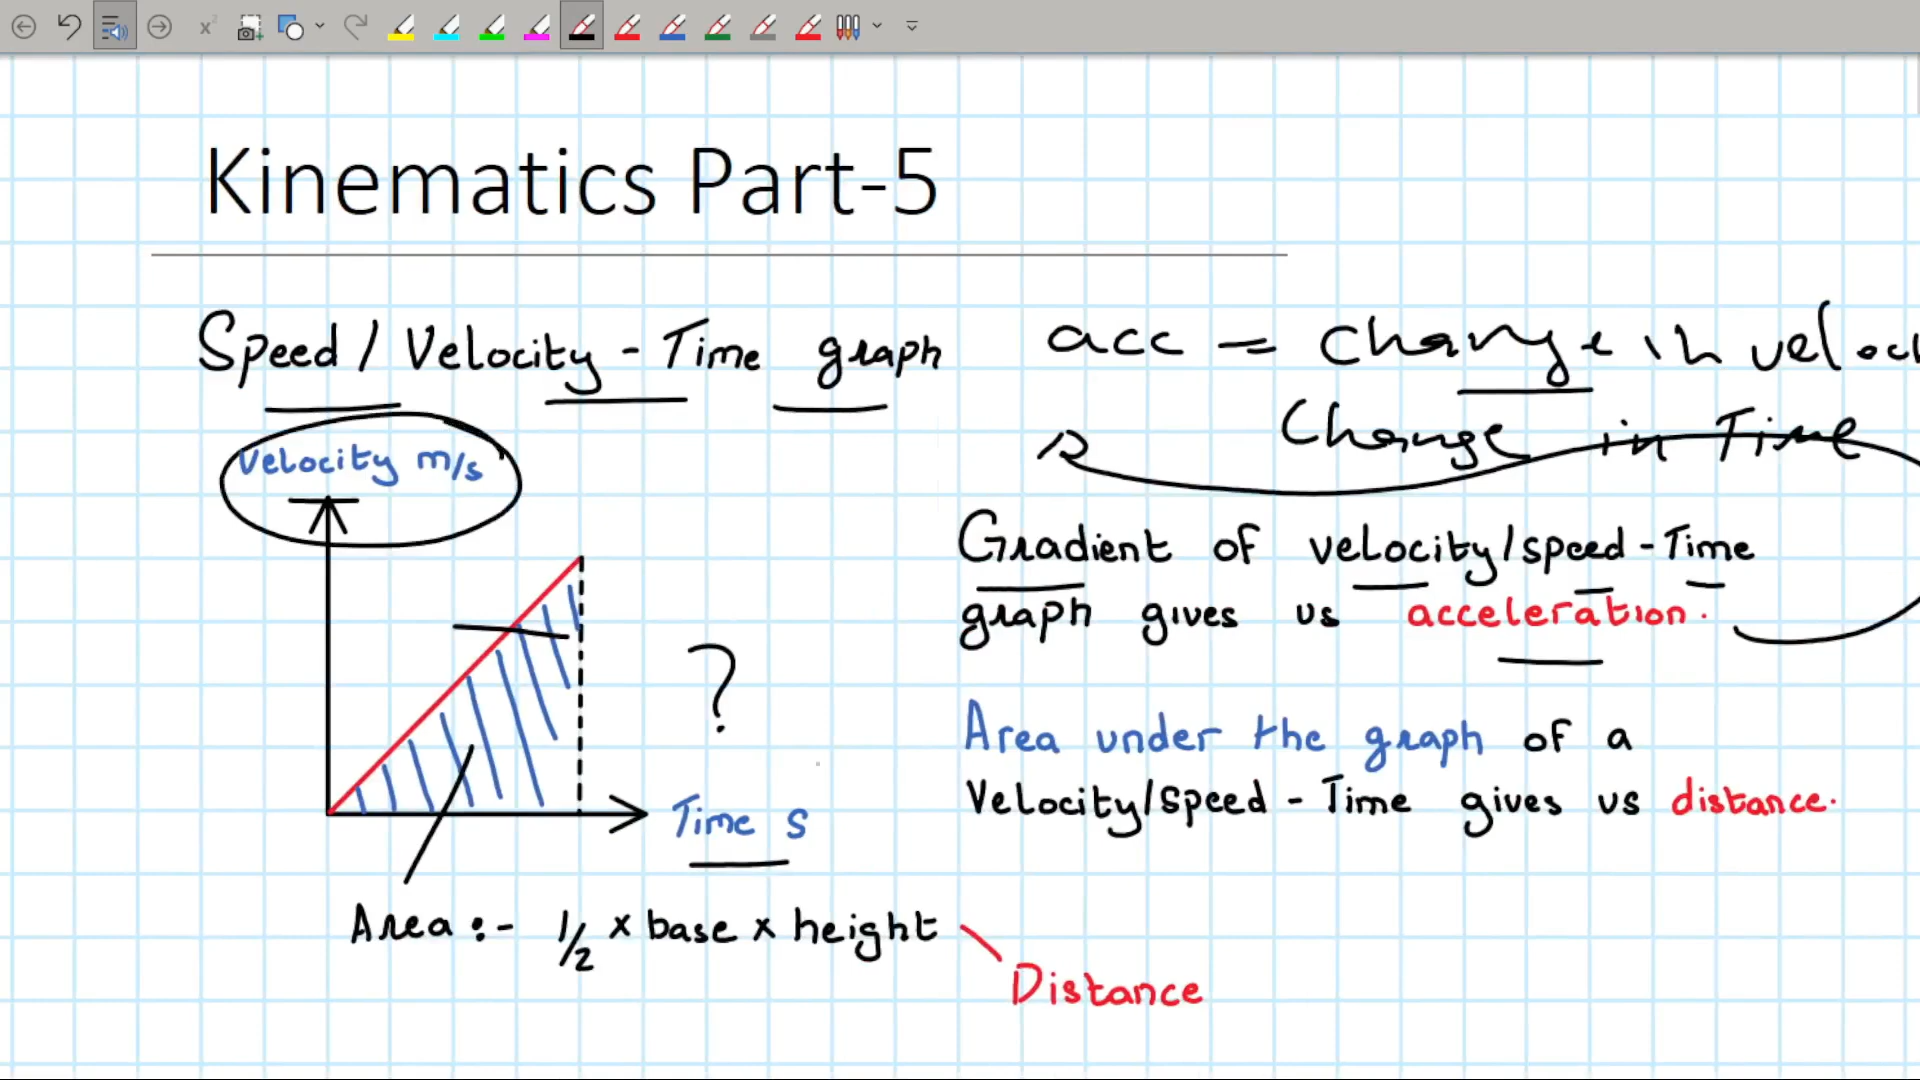 Kinematics Part-5
Speed / Velocity - Time graph
acc = Change in
Change in Time
Velocity m/s
Gradient of velocity/speed - Time
graph gives us acceleration.
?
Area under the graph of a
Velocity/speed - Time gives us distance.
Time s
Area :- 1/2 x base x height
Distance